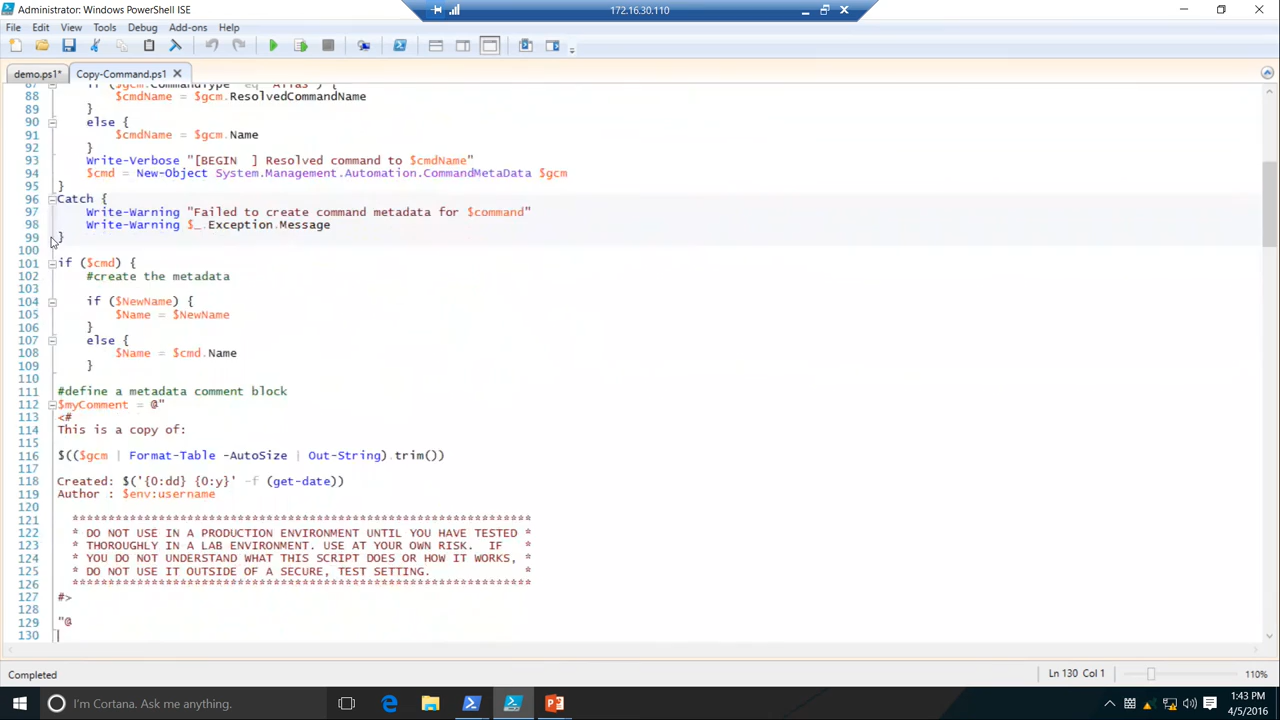 Administrator: Windows PowerShell ISE
172.16.30.110
File Edit View Tools Debug Add-ons Help
demo.ps1* Copy-Command.ps1
87 if ($gcm.CommandType -eq "Alias") {
88 $cmdName = $gcm.ResolvedCommandName
89 }
90 else {
91 $cmdName = $gcm.Name
92 }
93 Write-Verbose "[BEGIN  ] Resolved command to $cmdName"
94 $cmd = New-Object System.Management.Automation.CommandMetaData $gcm
95 }
96 Catch {
97 Write-Warning "Failed to create command metadata for $command"
98 Write-Warning $_.Exception.Message
99 }
100
101 if ($cmd) {
102 #create the metadata
103
104 if ($NewName) {
105 $Name = $NewName
106 }
107 else {
108 $Name = $cmd.Name
109 }
110
111 #define a metadata comment block
112 $myComment = @"
113 <#
114 This is a copy of:
115
116 $(($gcm | Format-Table -AutoSize | Out-String).trim())
117
118 Created: $('{0:dd} {0:y}' -f (get-date))
119 Author : $env:username
120
121 ****************************************************************
122 * DO NOT USE IN A PRODUCTION ENVIRONMENT UNTIL YOU HAVE TESTED *
123 * THOROUGHLY IN A LAB ENVIRONMENT. USE AT YOUR OWN RISK.  IF   *
124 * YOU DO NOT UNDERSTAND WHAT THIS SCRIPT DOES OR HOW IT WORKS, *
125 * DO NOT USE IT OUTSIDE OF A SECURE, TEST SETTING.             *
126 ****************************************************************
127 #>
128
129 "@
130
Completed
Ln 130 Col 1
110%
I'm Cortana. Ask me anything.
1:43 PM
4/5/2016